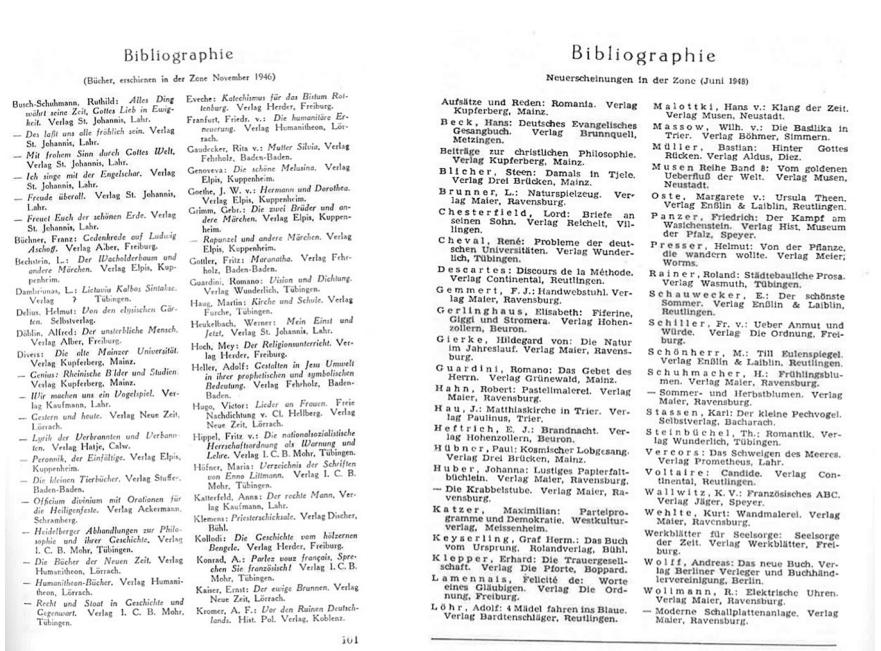 Bibliographie
(Bücher, erschienen in der Zone November 1946)
Busch-Schuhmann, Ruthild: Alles Ding
währt seine Zeit, Gottes Lieb in Ewig-
keit. Verlag St. Johannis, Lahr.
— Des laßt uns alle fröhlich sein. Verlag
St. Johannis, Lahr.
— Mit frohem Sinn durch Gottes Welt,
Verlag St. Johannis, Lahr.
— Ich singe mit der Engelschar. Verlag
St. Johannis, Lahr.
— Freude überall. Verlag St. Johannis,
Lahr.
— Freuet Euch der schönen Erde. Verlag
St. Johannis, Lahr.
Büchner, Franz: Gedenkrede auf Ludwig
Aschoff. Verlag Alber, Freiburg.
Bechstein, L.: Der Wacholderbaum und
andere Märchen. Verlag Elpis, Kup-
penheim.
L.: Lietuvia Kalbos Sintakse.
Verlag ? Tübingen.
Delius, Helmut: Von den elysischen Gär-
ten. Selbstverlag.
Döblin, Alfred: Der unsterbliche Mensch.
Verlag Alber, Freiburg.
Divers: Die alte Mainzer Universität.
Verlag Kupferberg, Mainz.
— Genius: Rheinische Bilder und Studien.
Verlag Kupferberg, Mainz.
— Wir machen uns ein Vogelspiel. Ver-
lag Kaufmann, Lahr.
— Gestern und heute. Verlag Neue Zeit,
Lörrach.
— Lyrik der Verbrannten und Verbann-
ten. Verlag Hatje, Calw.
— Peronnik, der Einfältige. Verlag Elpis,
Kuppenheim.
— Die kleinen Tierbücher. Verlag Stuffer,
Baden-Baden.
— Officium divinium mit Orationen für
die Heiligenfeste. Verlag Ackermann,
Schramberg.
— Heidelberger Abhandlungen zur Philo-
sophie und ihrer Geschichte. Verlag
I. C. B. Mohr, Tübingen.
— Die Bücher der Neuen Zeit. Verlag
Humanitheon, Lörrach.
— Humanitheon-Bücher. Verlag Humani-
theon, Lörrach.
— Recht und Staat in Geschichte und
Gegenwart. Verlag I. C. B. Mohr,
Tübingen.
Eveche: Katechismus für das Bistum Rot-
tenburg. Verlag Herder, Freiburg.
Franfurt, Friedr. v.: Die humanitäre Er-
neuerung. Verlag Humanitheon, Lör-
rach.
Gaudecker, Rita v.: Mutter Silvia, Verlag
Fehrholz, Baden-Baden.
Genoveva: Die schöne Melusina. Verlag
Elpis, Kuppenheim.
Goethe, J. W. v.: Hermann und Dorothea.
Verlag Elpis, Kuppenheim.
Grimm, Gebr.: Die zwei Brüder und an-
dere Märchen. Verlag Elpis, Kuppen-
heim.
— Rapunzel und andere Märchen. Verlag
Elpis, Kuppenheim.
Gottler, Fritz: Maranatha. Verlag Fehr-
holz, Baden-Baden.
Guardini, Romano: Vision und Dichtung.
Verlag Wunderlich, Tübingen.
Haug, Martin: Kirche und Schule. Verlag
Furche, Tübingen.
Heukelbach, Werner: Mein Einst und
Jetzt, Verlag St. Johannis, Lahr.
Hoch, Mey: Der Religionunterricht. Ver-
lag Herder, Freiburg.
Heller, Adolf: Gestalten in Jesu Umwelt
in ihrer prophetischen und symbolischen
Bedeutung. Verlag Fehrholz, Baden-
Baden.
Hugo, Victor: Lieder an Frauen. Freie
Nachdichtung v. Cl. Hellberg. Verlag
Neue Zeit, Lörrach.
Hippel, Fritz v.: Die nationalsozialistische
Herrschaftsordnung als Warnung und
Lehre. Verlag I. C. B. Mohr, Tübingen.
Höfner, Maria: Verzeichnis der Schriften
von Enno Littmann. Verlag I. C. B.
Mohr, Tübingen.
Katterfeld, Anna: Der rechte Mann, Ver-
lag Kaufmann, Lahr.
Klemens: Priesterschicksale. Verlag Discher,
Bühl.
Kollodi: Die Geschichte vom hölzernen
Bengele. Verlag Herder, Freiburg.
Konrad, A.: Parlez vous français, Spre-
chen Sie französisch! Verlag I. C. B.
Mohr, Tübingen.
Kaiser, Ernst: Der ewige Brunnen. Verlag
Neue Zeit, Lörrach.
Kromer, A. F.: Vor den Ruinen Deutsch-
lands. Hist. Pol. Verlag, Koblenz.
101
Bibliographie
Neuerscheinungen in der Zone (Juni 1948)
Aufsätze und Reden: Romania. Verlag
Kupferberg, Mainz.
Beck, Hans: Deutsches Evangelisches
Gesangbuch. Verlag Brunnquell,
Metzingen.
Beiträge zur christlichen Philosophie.
Verlag Kupferberg, Mainz.
Blicher, Steen: Damals in Tjele.
Verlag Drei Brücken, Mainz.
Brunner, L.: Naturspielzeug. Ver-
lag Maier, Ravensburg.
Chesterfield, Lord: Briefe an
seinen Sohn. Verlag Reichelt, Vil-
lingen.
Cheval, René: Probleme der deut-
schen Universitäten. Verlag Wunder-
lich, Tübingen.
Descartes: Discours de la Méthode.
Verlag Continental, Reutlingen.
Gemmert, F. J.: Handwebstuhl. Ver-
lag Maier, Ravensburg.
Gerlinghaus, Elisabeth: Fiferine,
Giggi und Stromera. Verlag Hohen-
zollern, Beuron.
Gierke, Hildegard von: Die Natur
im Jahreslauf. Verlag Maier, Ravens-
burg.
Guardini, Romano: Das Gebet des
Herrn. Verlag Grünewald, Mainz.
Hahn, Robert: Pastellmalerei. Verlag
Maier, Ravensburg.
Hau, J.: Matthiaskirche in Trier. Ver-
lag Paulinus, Trier.
Heftrich, E. J.: Brandnacht. Ver-
lag Hohenzollern, Beuron.
Hübner, Paul: Kosmischer Lobgesang.
Verlag Drei Brücken, Mainz.
Huber, Johanna: Lustiges Papierfalt-
büchlein. Verlag Maier, Ravensburg.
— Die Krabbelstube. Verlag Maier, Ra-
vensburg.
Katzer, Maximilian: Parteipro-
gramme und Demokratie. Westkultur-
verlag, Meissenheim.
Keyserling, Graf Herm.: Das Buch
vom Ursprung. Rolandverlag, Bühl.
Klepper, Erhard: Die Trauergesell-
schaft. Verlag Die Pforte, Boppard.
Lamennais, Felicité de: Worte
eines Gläubigen. Verlag Die Ord-
nung, Freiburg.
Löhr, Adolf: 4 Mädel fahren ins Blaue.
Verlag Bardtenschläger, Reutlingen.
Malottki, Hans v.: Klang der Zeit.
Verlag Musen, Neustadt.
Massow, Wilh. v.: Die Basilika in
Trier. Verlag Böhmer, Simmern.
Müller, Bastian: Hinter Gottes
Rücken. Verlag Aldus, Diez.
Musen Reihe Band 8: Vom goldenen
Ueberfluß der Welt. Verlag Musen,
Neustadt.
Oste, Margarete v.: Ursula Theen.
Verlag Enßlin & Laiblin, Reutlingen.
Panzer, Friedrich: Der Kampf am
Wasichenstein. Verlag Hist, Museum
der Pfalz, Speyer.
Presser, Helmut: Von der Pflanze,
die wandern wollte. Verlag Meier;
Worms.
Rainer, Roland: Städtebauliche Prosa.
Verlag Wasmuth, Tübingen.
Schauwecker, E.: Der schönste
Sommer. Verlag Enßlin & Laiblin,
Reutlingen.
Schiller, Fr. v.: Ueber Anmut und
Würde. Verlag Die Ordnung, Frei-
burg.
Schönherr, M.: Till Eulenspiegel.
Verlag Enßlin & Laiblin, Reutlingen.
Schuhmacher, H.: Frühlingsblu-
men. Verlag Maier, Ravensburg.
— Sommer- und Herbstblumen. Verlag
Maier, Ravensburg.
Stassen, Karl: Der kleine Pechvogel.
Selbstverlag. Bacharach.
Steinbüchel, Th.: Romantik. Ver-
lag Wunderlich, Tübingen.
Vercors: Das Schweigen des Meeres.
Verlag Prometheus, Lahr.
Voltaire: Candide. Verlag Con-
tinental, Reutlingen.
Wallwitz, K. V.: Französisches ABC.
Verlag Jäger, Speyer.
Wehlte, Kurt: Wandmalerei. Verlag
Maier, Ravensburg.
Werkblätter für Seelsorge: Seelsorge
der Zeit. Verlag Werkblätter, Frei-
burg.
Wolff, Andreas: Das neue Buch. Ver-
lag Berliner Verleger und Buchhänd-
lervereinigung, Berlin.
Wollmann, R.: Elektrische Uhren.
Verlag Maier, Ravensburg.
— Moderne Schallplattenanlage. Verlag
Maier, Ravensburg.